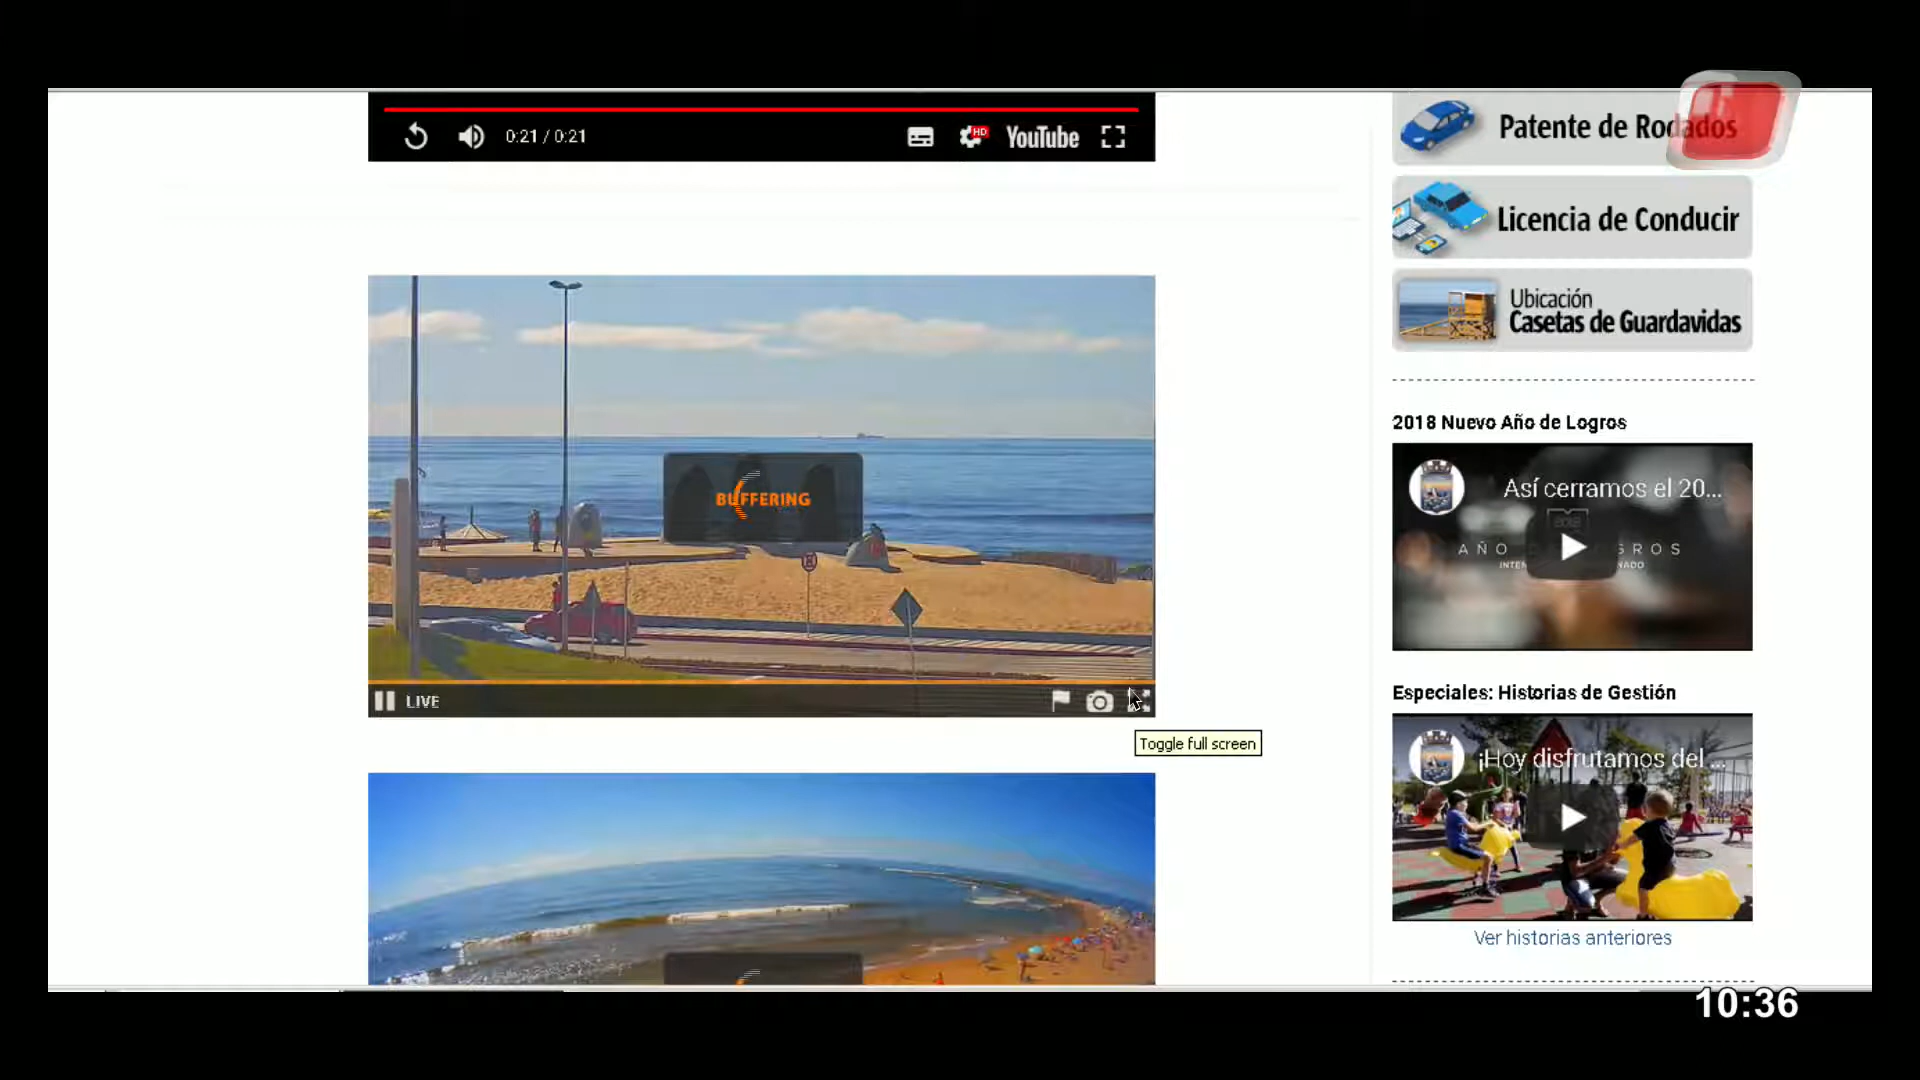 0:21 / 0:21
HD
YouTube
BUFFERING
LIVE
Toggle full screen
Patente de Rodados
Licencia de Conducir
Ubicación
Casetas de Guardavidas
2018 Nuevo Año de Logros
Así cerramos el 20...
Especiales: Historias de Gestión
¡Hoy disfrutamos del ...
Ver historias anteriores
10:36